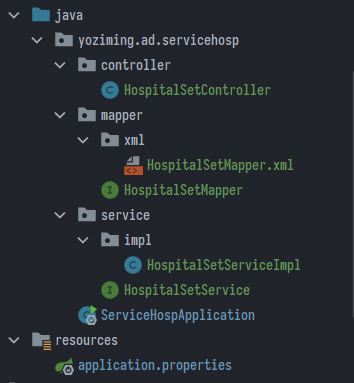 java
yoziming.ad.servicehosp
controller
HospitalSetController
mapper
xml
HospitalSetMapper.xml
HospitalSetMapper
service
impl
HospitalSetServiceImpl
HospitalSetService
ServiceHospApplication
resources
application.properties